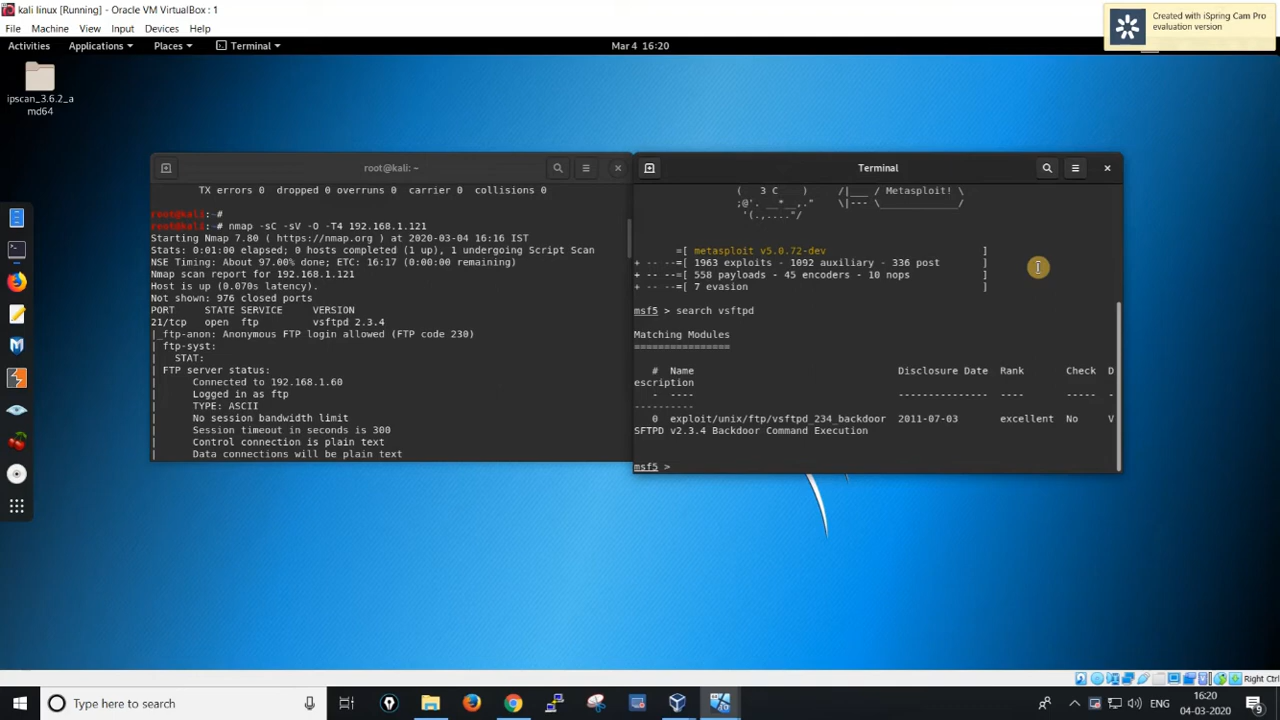 kali linux [Running] - Oracle VM VirtualBox : 1
File Machine View Input Devices Help
Created with iSpring Cam Pro
evaluation version
Activities Applications Places Terminal Mar 4 16:20
ipscan_3.6.2_a
md64
root@kali: ~
TX errors 0 dropped 0 overruns 0 carrier 0 collisions 0
root@kali:~#
root@kali:~# nmap -sC -sV -O -T4 192.168.1.121
Starting Nmap 7.80 ( https://nmap.org ) at 2020-03-04 16:16 IST
Stats: 0:01:00 elapsed; 0 hosts completed (1 up), 1 undergoing Script Scan
NSE Timing: About 97.00% done; ETC: 16:17 (0:00:00 remaining)
Nmap scan report for 192.168.1.121
Host is up (0.070s latency).
Not shown: 976 closed ports
PORT STATE SERVICE VERSION
21/tcp open ftp vsftpd 2.3.4
|_ftp-anon: Anonymous FTP login allowed (FTP code 230)
| ftp-syst:
| STAT:
| FTP server status:
| Connected to 192.168.1.60
| Logged in as ftp
| TYPE: ASCII
| No session bandwidth limit
| Session timeout in seconds is 300
| Control connection is plain text
| Data connections will be plain text
Terminal
( 3 C ) /|___ / Metasploit! \
;@'. __*__,." \|--- \_____________/
'(.,...."/
=[ metasploit v5.0.72-dev ]
+ -- --=[ 1963 exploits - 1092 auxiliary - 336 post ]
+ -- --=[ 558 payloads - 45 encoders - 10 nops ]
+ -- --=[ 7 evasion ]
msf5 > search vsftpd
Matching Modules
================
# Name Disclosure Date Rank Check D
escription
- ---- --------------- ---- ----- -
----------
0 exploit/unix/ftp/vsftpd_234_backdoor 2011-07-03 excellent No V
SFTPD v2.3.4 Backdoor Command Execution
msf5 >
Right Ctrl
Type here to search
ENG
16:20
04-03-2020
9